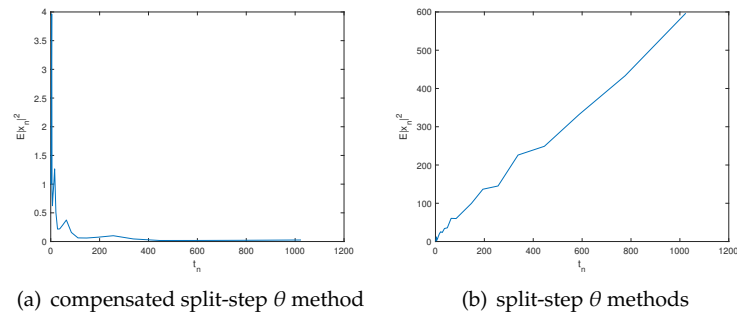 4
3.5
3
2.5
2
1.5
1
0.5
0
0 200 400 600 800 1000 1200
E|x_n|^2
t_n
(a) compensated split-step θ method
600
500
400
300
200
100
0
0 200 400 600 800 1000 1200
E|x_n|^2
t_n
(b) split-step θ methods